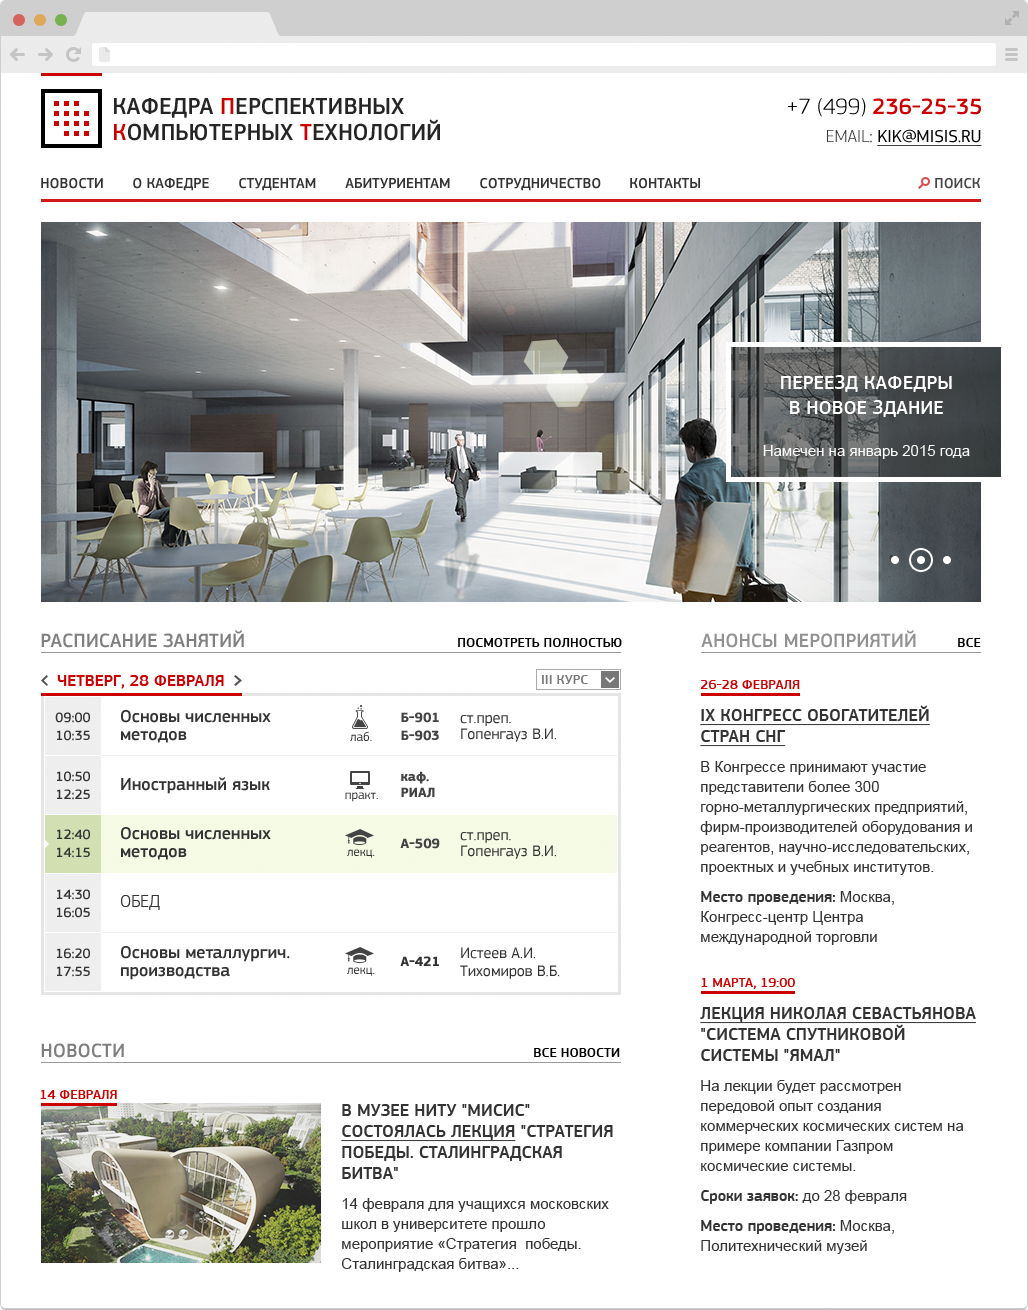 КАФЕДРА ПЕРСПЕКТИВНЫХ
КОМПЬЮТЕРНЫХ ТЕХНОЛОГИЙ
+7 (499) 236-25-35
EMAIL: KIK@MISIS.RU
НОВОСТИ О КАФЕДРЕ СТУДЕНТАМ АБИТУРИЕНТАМ СОТРУДНИЧЕСТВО КОНТАКТЫ ПОИСК
ПЕРЕЕЗД КАФЕДРЫ
В НОВОЕ ЗДАНИЕ
Намечен на январь 2015 года
РАСПИСАНИЕ ЗАНЯТИЙ ПОСМОТРЕТЬ ПОЛНОСТЬЮ
ЧЕТВЕРГ, 28 ФЕВРАЛЯ III КУРС
09:00
10:35
Основы численных
методов
лаб.
Б-901
Б-903
ст.преп.
Гопенгауз В.И.
10:50
12:25
Иностранный язык
практ.
каф.
РИАЛ
12:40
14:15
Основы численных
методов
лекц.
А-509
ст.преп.
Гопенгауз В.И.
14:30
16:05
ОБЕД
16:20
17:55
Основы металлургич.
производства
лекц.
А-421
Истеев А.И.
Тихомиров В.Б.
НОВОСТИ ВСЕ НОВОСТИ
14 ФЕВРАЛЯ
В МУЗЕЕ НИТУ "МИСИС"
СОСТОЯЛАСЬ ЛЕКЦИЯ "СТРАТЕГИЯ
ПОБЕДЫ. СТАЛИНГРАДСКАЯ
БИТВА"
14 февраля для учащихся московских
школ в университете прошло
мероприятие «Стратегия победы.
Сталинградская битва»...
АНОНСЫ МЕРОПРИЯТИЙ ВСЕ
26-28 ФЕВРАЛЯ
IX КОНГРЕСС ОБОГАТИТЕЛЕЙ
СТРАН СНГ
В Конгрессе принимают участие
представители более 300
горно-металлургических предприятий,
фирм-производителей оборудования и
реагентов, научно-исследовательских,
проектных и учебных институтов.
Место проведения: Москва,
Конгресс-центр Центра
международной торговли
1 МАРТА, 19:00
ЛЕКЦИЯ НИКОЛАЯ СЕВАСТЬЯНОВА
"СИСТЕМА СПУТНИКОВОЙ
СИСТЕМЫ "ЯМАЛ"
На лекции будет рассмотрен
передовой опыт создания
коммерческих космических систем на
примере компании Газпром
космические системы.
Сроки заявок: до 28 февраля
Место проведения: Москва,
Политехнический музей